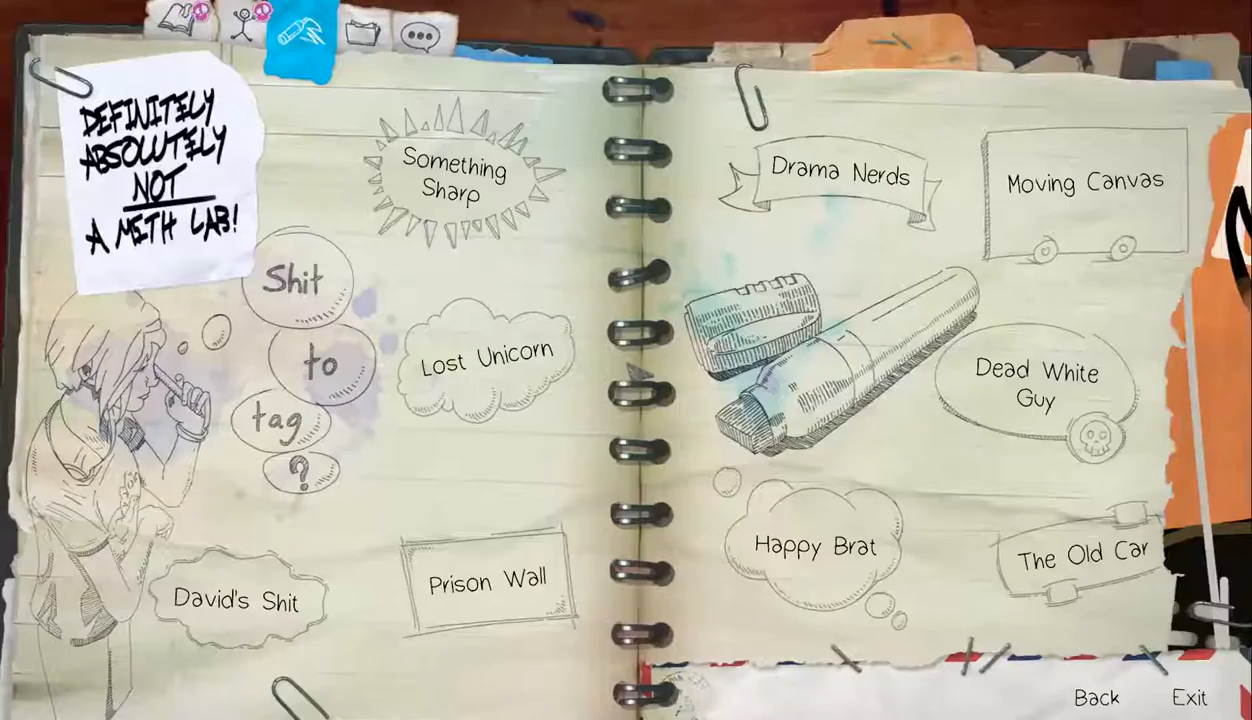 DEFINITELY
ABSOLUTELY
NOT
A METH LAB!
Something
Sharp
Shit
to
tag
?
Lost Unicorn
David's Shit
Prison Wall
Drama Nerds
Moving Canvas
Dead White
Guy
Happy Brat
The Old Car
Back
Exit